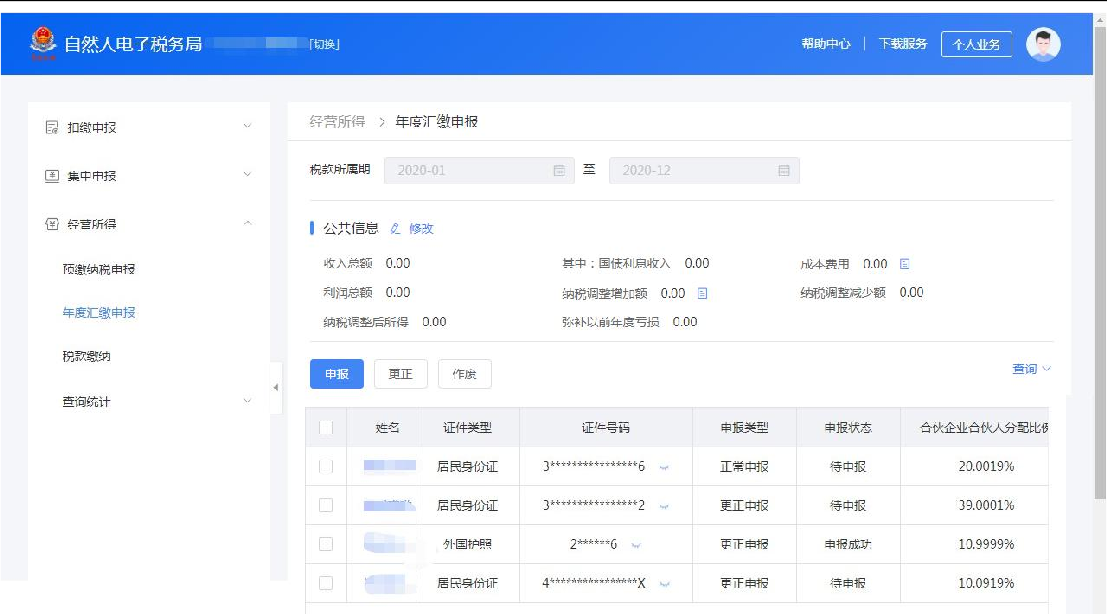 自然人电子税务局 [切换] 帮助中心 | 下载服务 个人业务
扣缴申报
集中申报
经营所得
预缴纳税申报
年度汇缴申报
税款缴纳
查询统计
经营所得 > 年度汇缴申报
税款所属期 2020-01 至 2020-12
公共信息 修改
收入总额 0.00 其中：国债利息收入 0.00 成本费用 0.00
利润总额 0.00 纳税调整增加额 0.00 纳税调整减少额 0.00
纳税调整后所得 0.00 弥补以前年度亏损 0.00
申报 更正 作废 查询
姓名 证件类型 证件号码 申报类型 申报状态 合伙企业合伙人分配比例
居民身份证 3****************6 正常申报 待申报 20.0019%
居民身份证 3****************2 更正申报 待申报 39.0001%
外国护照 2******6 更正申报 申报成功 10.9999%
居民身份证 4****************X 更正申报 待申报 10.0919%